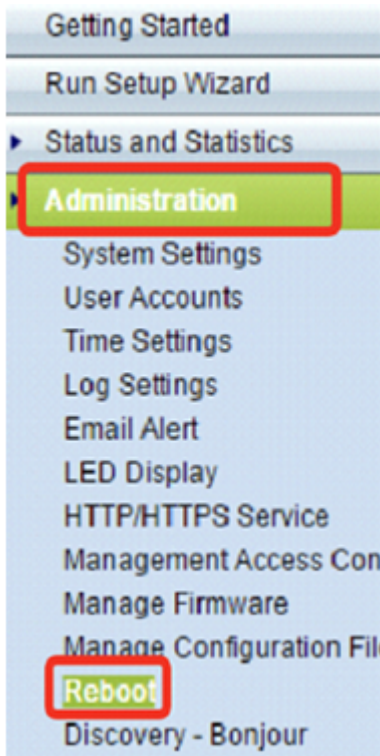 Getting Started
Run Setup Wizard
Status and Statistics
Administration
System Settings
User Accounts
Time Settings
Log Settings
Email Alert
LED Display
HTTP/HTTPS Service
Management Access Con
Manage Firmware
Manage Configuration File
Reboot
Discovery - Bonjour